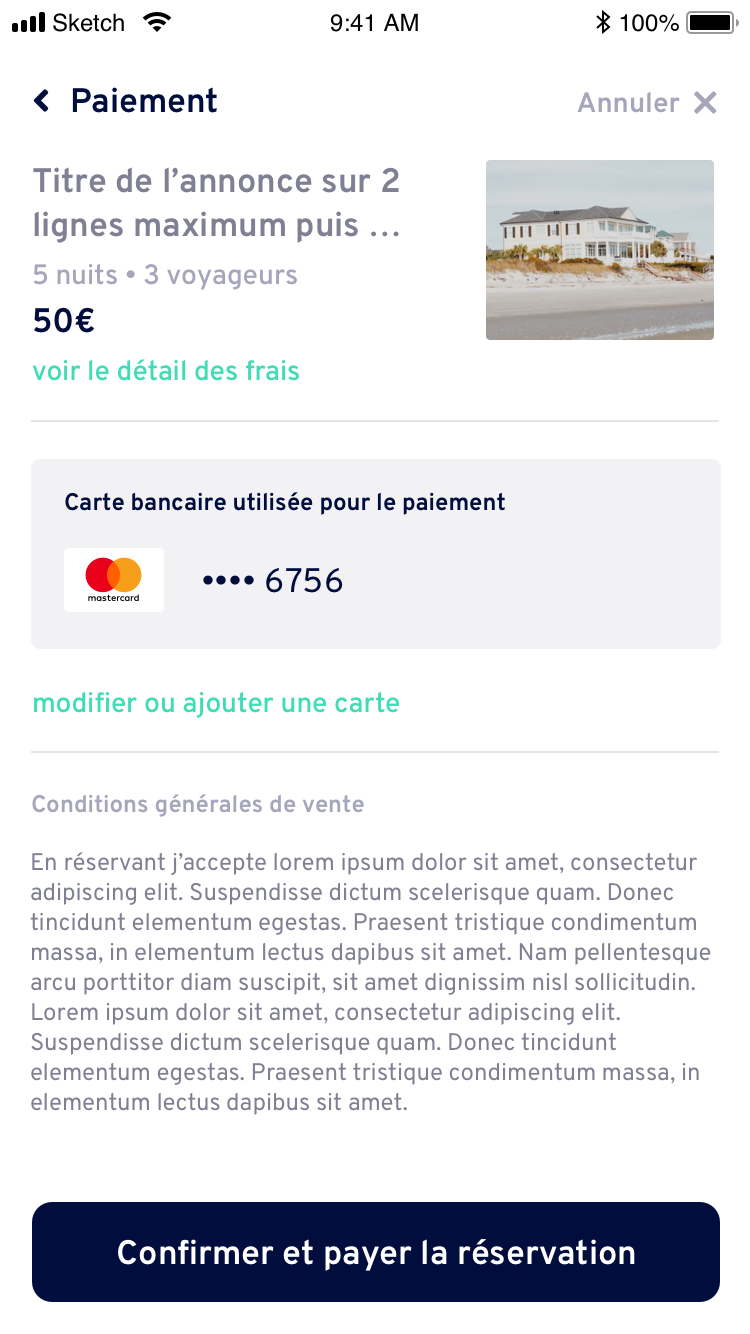 Sketch 9:41 AM 100%
Paiement Annuler
Titre de l’annonce sur 2
lignes maximum puis …
5 nuits • 3 voyageurs
50€
voir le détail des frais
Carte bancaire utilisée pour le paiement
mastercard •••• 6756
modifier ou ajouter une carte
Conditions générales de vente
En réservant j’accepte lorem ipsum dolor sit amet, consectetur
adipiscing elit. Suspendisse dictum scelerisque quam. Donec
tincidunt elementum egestas. Praesent tristique condimentum
massa, in elementum lectus dapibus sit amet. Nam pellentesque
arcu porttitor diam suscipit, sit amet dignissim nisl sollicitudin.
Lorem ipsum dolor sit amet, consectetur adipiscing elit.
Suspendisse dictum scelerisque quam. Donec tincidunt
elementum egestas. Praesent tristique condimentum massa, in
elementum lectus dapibus sit amet.
Confirmer et payer la réservation